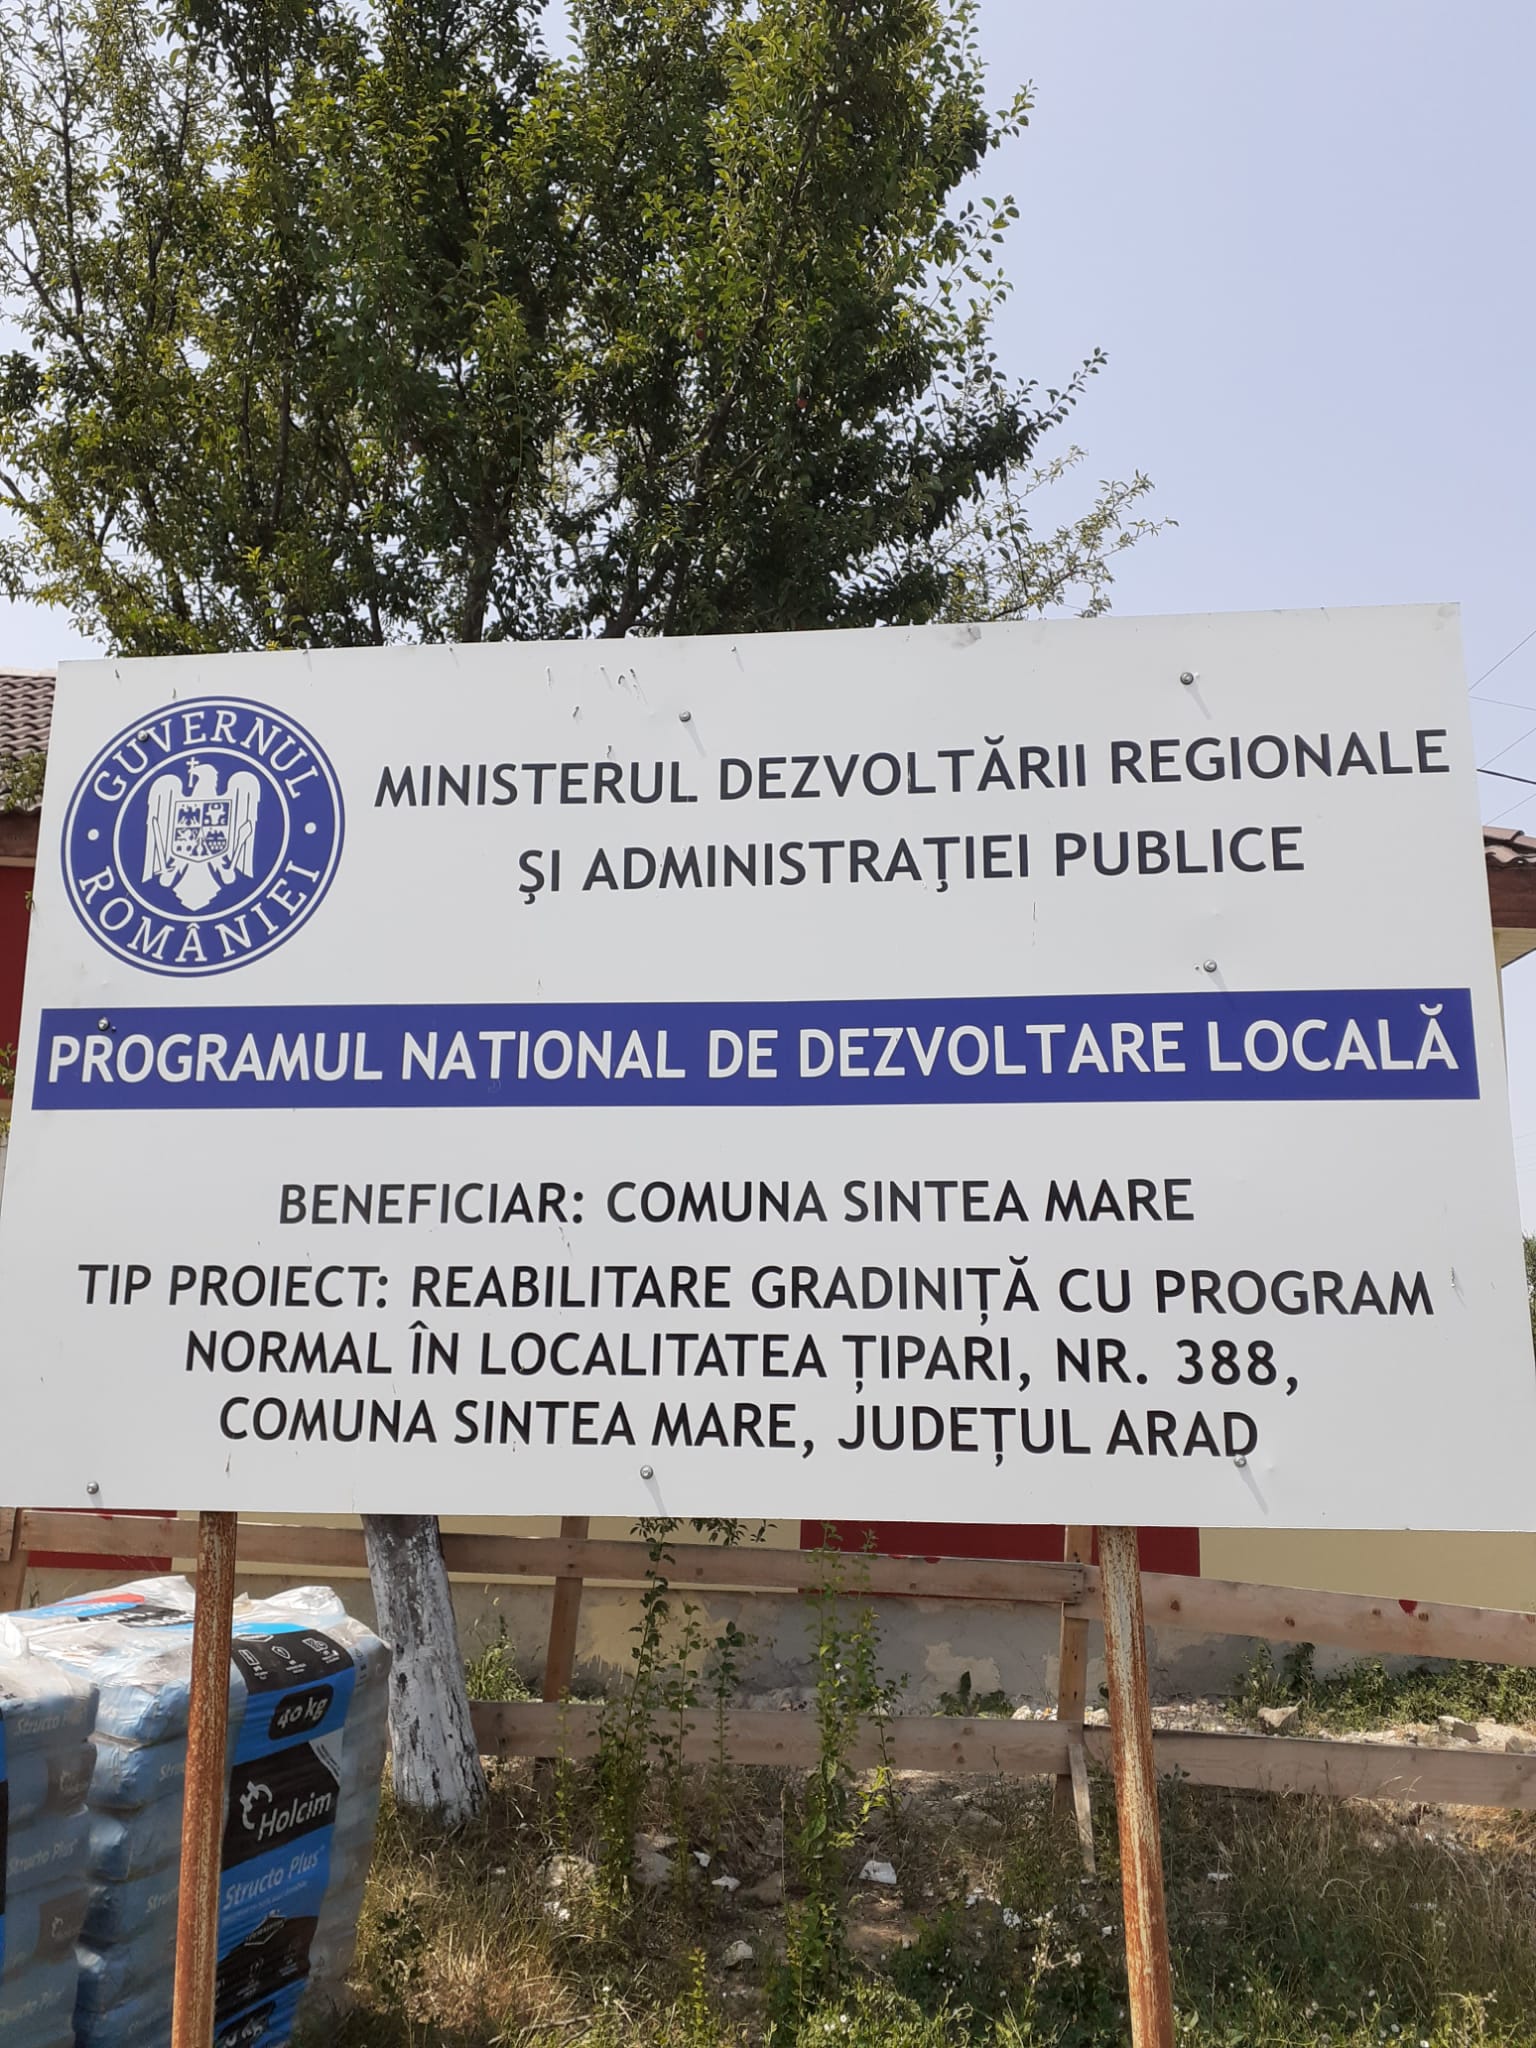 GUVERNUL
ROMÂNIEI
MINISTERUL DEZVOLTĂRII REGIONALE
ŞI ADMINISTRAŢIEI PUBLICE
PROGRAMUL NATIONAL DE DEZVOLTARE LOCALĂ
BENEFICIAR: COMUNA SINTEA MARE
TIP PROIECT: REABILITARE GRADINIȚĂ CU PROGRAM
NORMAL ÎN LOCALITATEA ȚIPARI, NR. 388,
COMUNA SINTEA MARE, JUDEȚUL ARAD
40 kg
Holcim
Structo Plus
Structo Plus